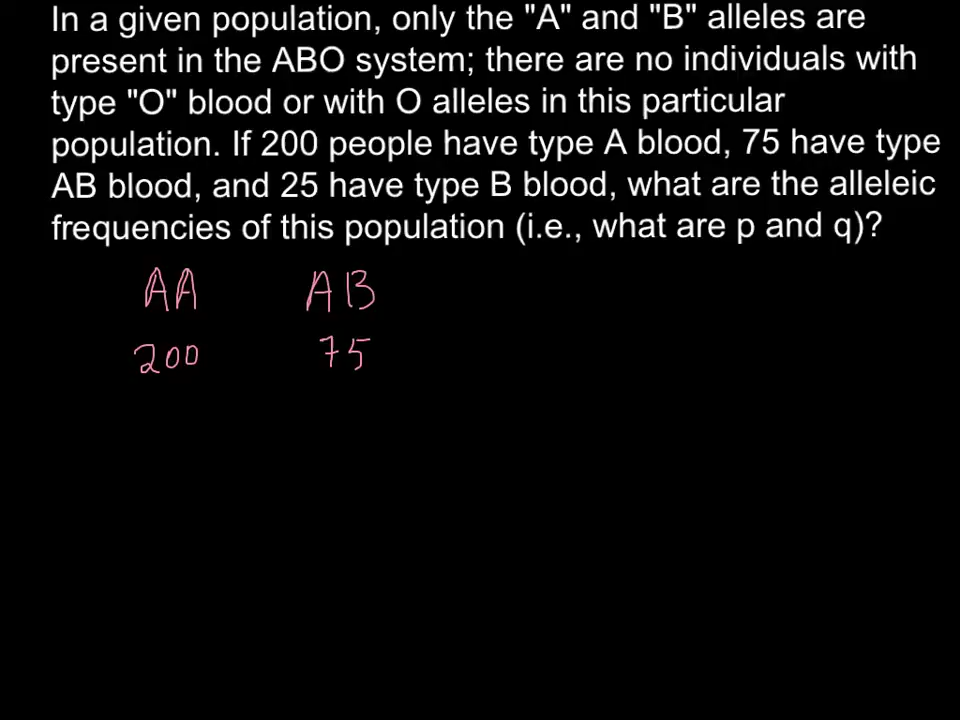 In a given population, only the "A" and "B" alleles are
present in the ABO system; there are no individuals with
type "O" blood or with O alleles in this particular
population. If 200 people have type A blood, 75 have type
AB blood, and 25 have type B blood, what are the alleleic
frequencies of this population (i.e., what are p and q)?
AA AB
200 75